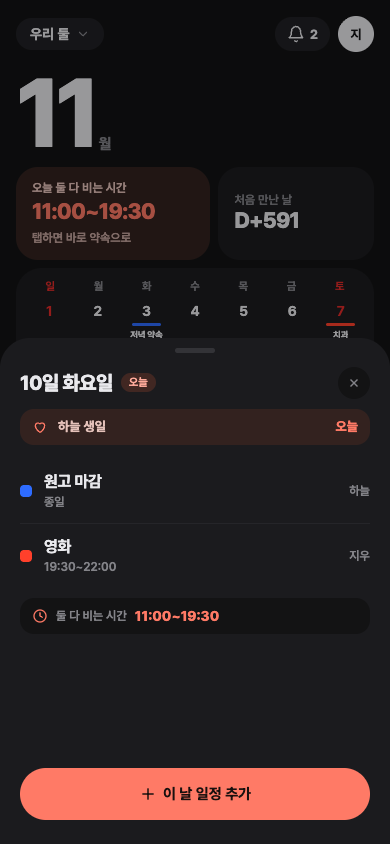 우리 둘
2
지
11월
오늘 둘 다 비는 시간
11:00~19:30
탭하면 바로 약속으로
처음 만난 날
D+591
일 월 화 수 목 금 토
1 2 3 4 5 6 7
저녁 약속 치과
10일 화요일 오늘
하늘 생일 오늘
원고 마감
종일
하늘
영화
19:30~22:00
지우
둘 다 비는 시간 11:00~19:30
+ 이 날 일정 추가